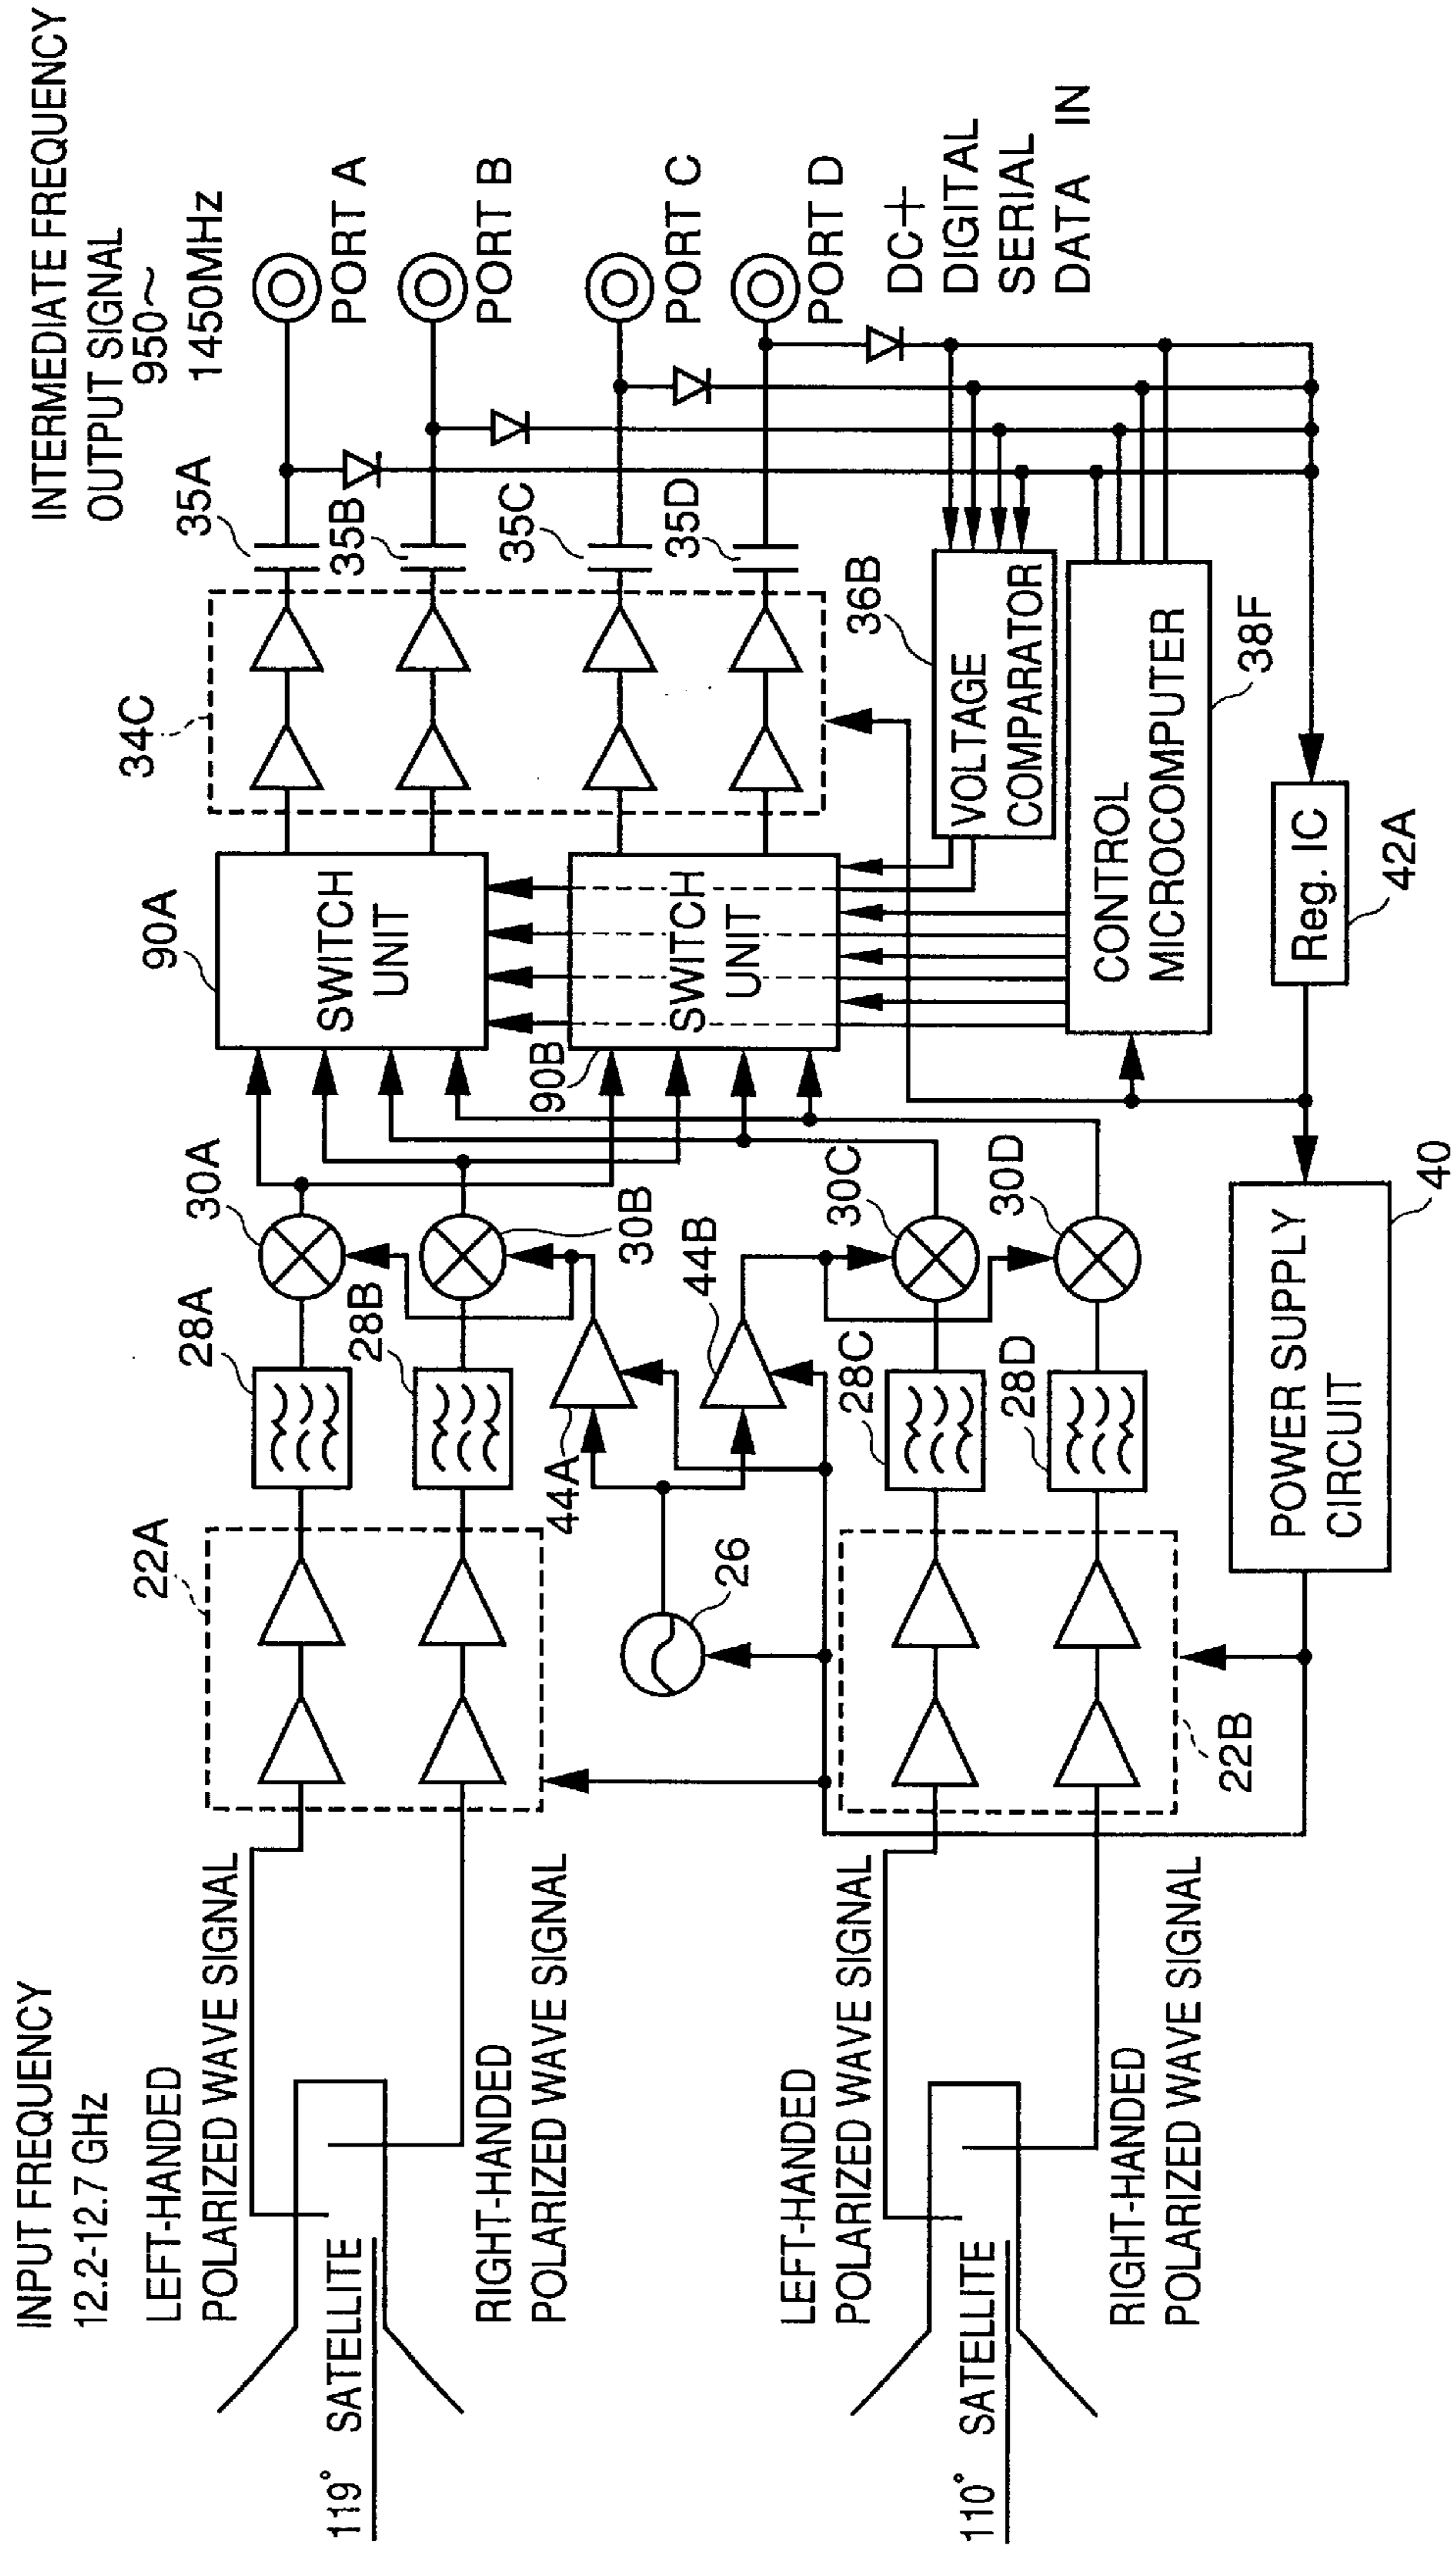 INPUT FREQUENCY
12.2-12.7 GHz
LEFT-HANDED
POLARIZED WAVE SIGNAL
119° SATELLITE
RIGHT-HANDED
POLARIZED WAVE SIGNAL
22A
28A
30A
28B
30B
44A
44B
26
90A
SWITCH
UNIT
90B
SWITCH
UNIT
34C
35A
35B
35C
35D
INTERMEDIATE FREQUENCY
OUTPUT SIGNAL
950~
1450MHz
PORT A
PORT B
PORT C
PORT D
DC+
DIGITAL
SERIAL
DATA IN
36B
VOLTAGE
COMPARATOR
CONTROL
MICROCOMPUTER
38F
Reg. IC
42A
LEFT-HANDED
POLARIZED WAVE SIGNAL
110° SATELLITE
RIGHT-HANDED
POLARIZED WAVE SIGNAL
22B
28C
30C
28D
30D
POWER SUPPLY
CIRCUIT
40